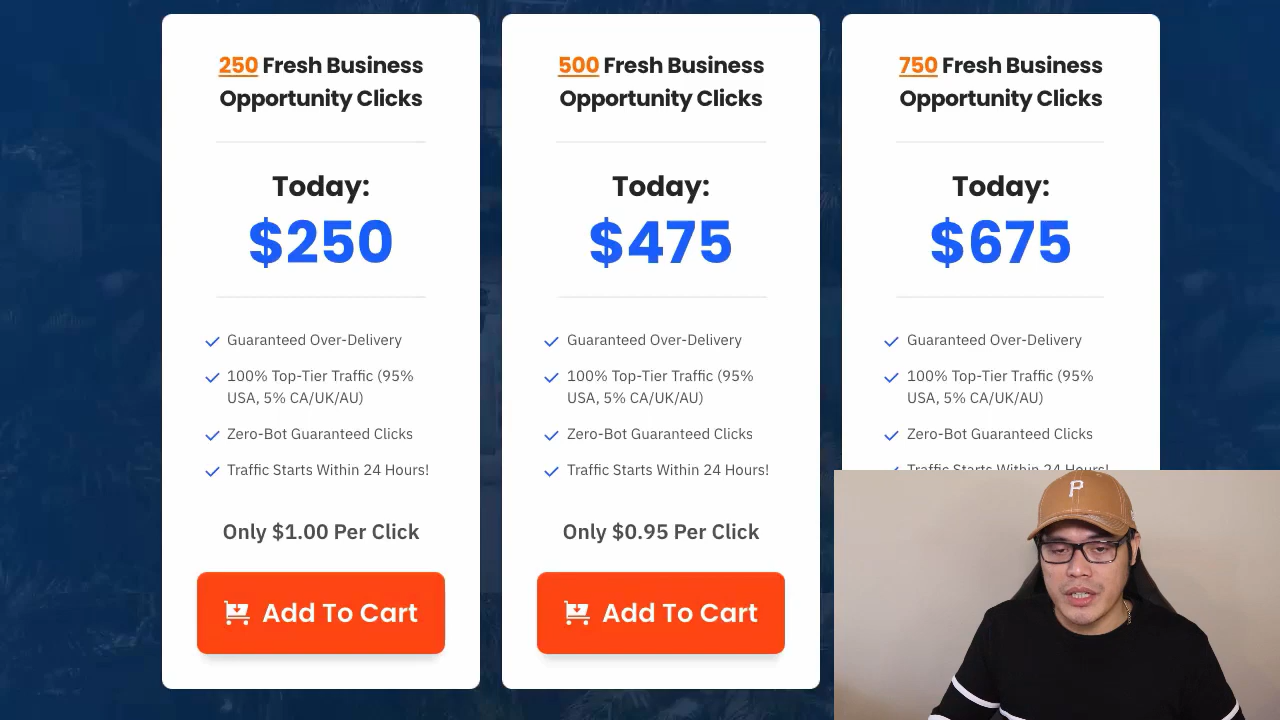 250 Fresh Business
Opportunity Clicks
Today:
$250
Guaranteed Over-Delivery
100% Top-Tier Traffic (95%
USA, 5% CA/UK/AU)
Zero-Bot Guaranteed Clicks
Traffic Starts Within 24 Hours!
Only $1.00 Per Click
Add To Cart
500 Fresh Business
Opportunity Clicks
Today:
$475
Guaranteed Over-Delivery
100% Top-Tier Traffic (95%
USA, 5% CA/UK/AU)
Zero-Bot Guaranteed Clicks
Traffic Starts Within 24 Hours!
Only $0.95 Per Click
Add To Cart
750 Fresh Business
Opportunity Clicks
Today:
$675
Guaranteed Over-Delivery
100% Top-Tier Traffic (95%
USA, 5% CA/UK/AU)
Zero-Bot Guaranteed Clicks
Traffic Starts Within 24 Hours!
P